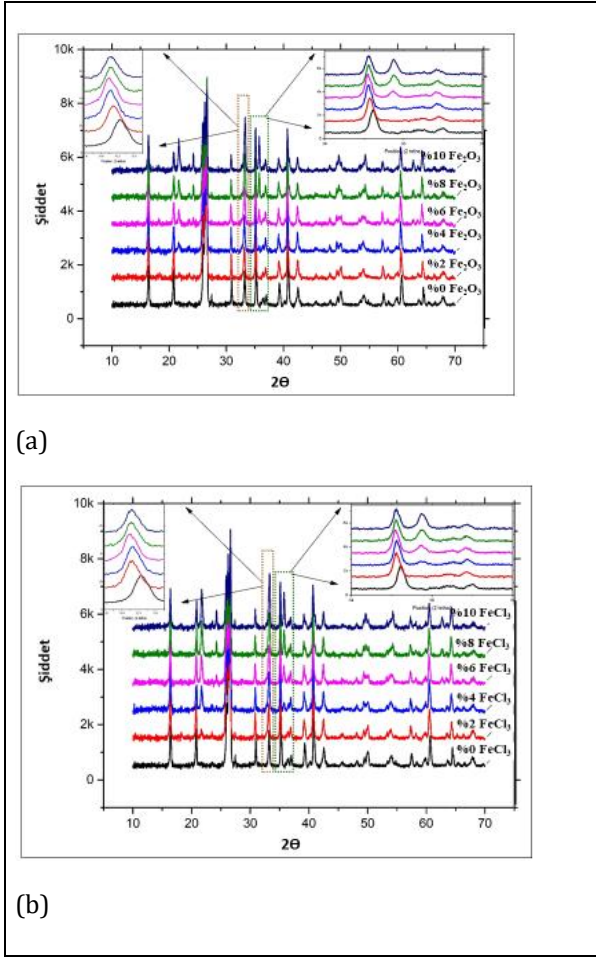 10k
8k
6k
4k
2k
0
Şiddet
%10 Fe₂O₃
%8 Fe₂O₃
%6 Fe₂O₃
%4 Fe₂O₃
%2 Fe₂O₃
%0 Fe₂O₃
10 20 30 40 50 60 70
2Θ
(a)
10k
8k
6k
4k
2k
0
Şiddet
%10 FeCl₃
%8 FeCl₃
%6 FeCl₃
%4 FeCl₃
%2 FeCl₃
%0 FeCl₃
10 20 30 40 50 60 70
2Θ
(b)